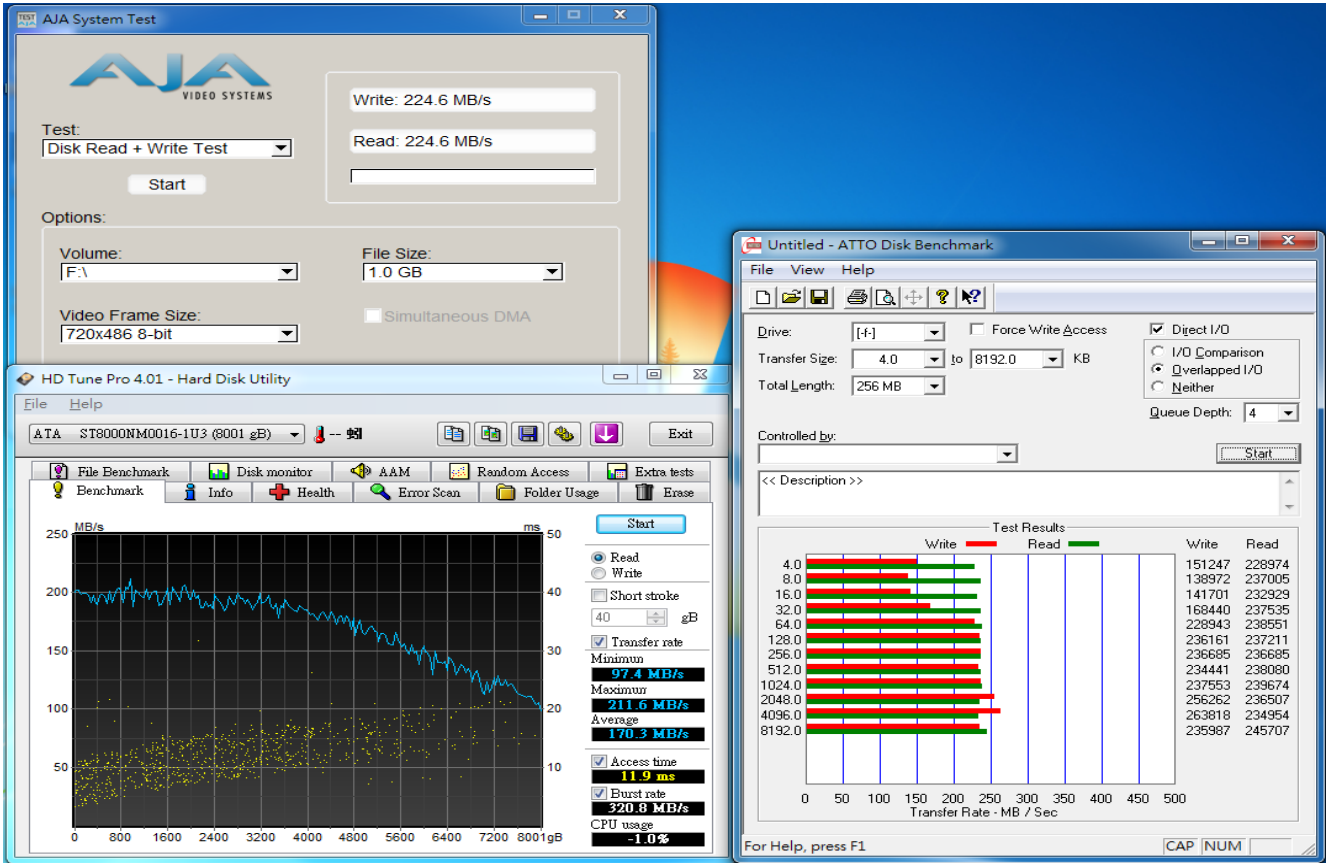 AJA System Test
AJA
VIDEO SYSTEMS
Test:
Disk Read + Write Test
Start
Write: 224.6 MB/s
Read: 224.6 MB/s
Options:
Volume:
F:\
File Size:
1.0 GB
Video Frame Size:
720x486 8-bit
Simultaneous DMA
HD Tune Pro 4.01 - Hard Disk Utility
File Help
ATA ST8000NM0016-1U3 (8001 gB)
Exit
File Benchmark Disk monitor AAM Random Access Extra tests
Benchmark Info Health Error Scan Folder Usage Erase
MB/s ms
250 50
200 40
150 30
100 20
50 10
0 800 1600 2400 3200 4000 4800 5600 6400 7200 8001gB
Start
Read
Write
Short stroke
40 gB
Transfer rate
Minimun
97.4 MB/s
Maximun
211.6 MB/s
Average
170.3 MB/s
Access time
11.9 ms
Burst rate
320.8 MB/s
CPU usage
-1.0%
Untitled - ATTO Disk Benchmark
File View Help
Drive: [-f-] Force Write Access Direct I/O
Transfer Size: 4.0 to 8192.0 KB
Total Length: 256 MB
I/O Comparison
Overlapped I/O
Neither
Queue Depth: 4
Controlled by:
Start
<< Description >>
Test Results
Write Read Write Read
4.0 151247 228974
8.0 138972 237005
16.0 141701 232929
32.0 168440 237535
64.0 228943 238551
128.0 236161 237211
256.0 236685 236685
512.0 234441 238080
1024.0 237553 239674
2048.0 256262 236507
4096.0 263818 234954
8192.0 235987 245707
0 50 100 150 200 250 300 350 400 450 500
Transfer Rate - MB / Sec
For Help, press F1 CAP NUM